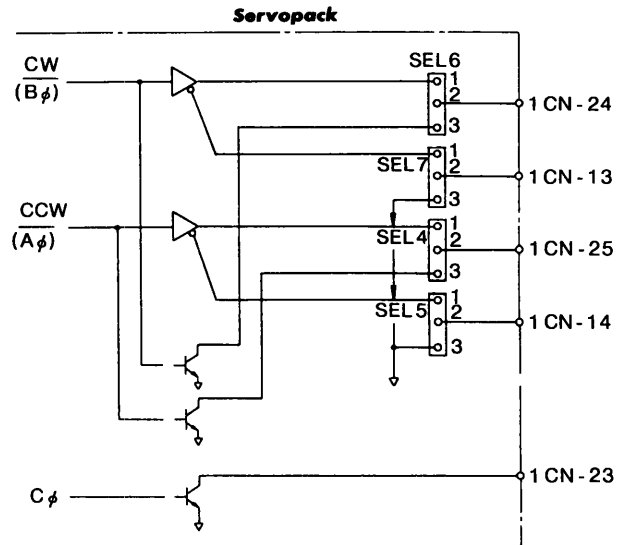 Servopack
CW
(Bφ)
SEL6
1
2
3
1CN-24
SEL7
1
2
3
1CN-13
CCW
(Aφ)
SEL4
1
2
3
1CN-25
SEL5
1
2
3
1CN-14
Cφ
1CN-23